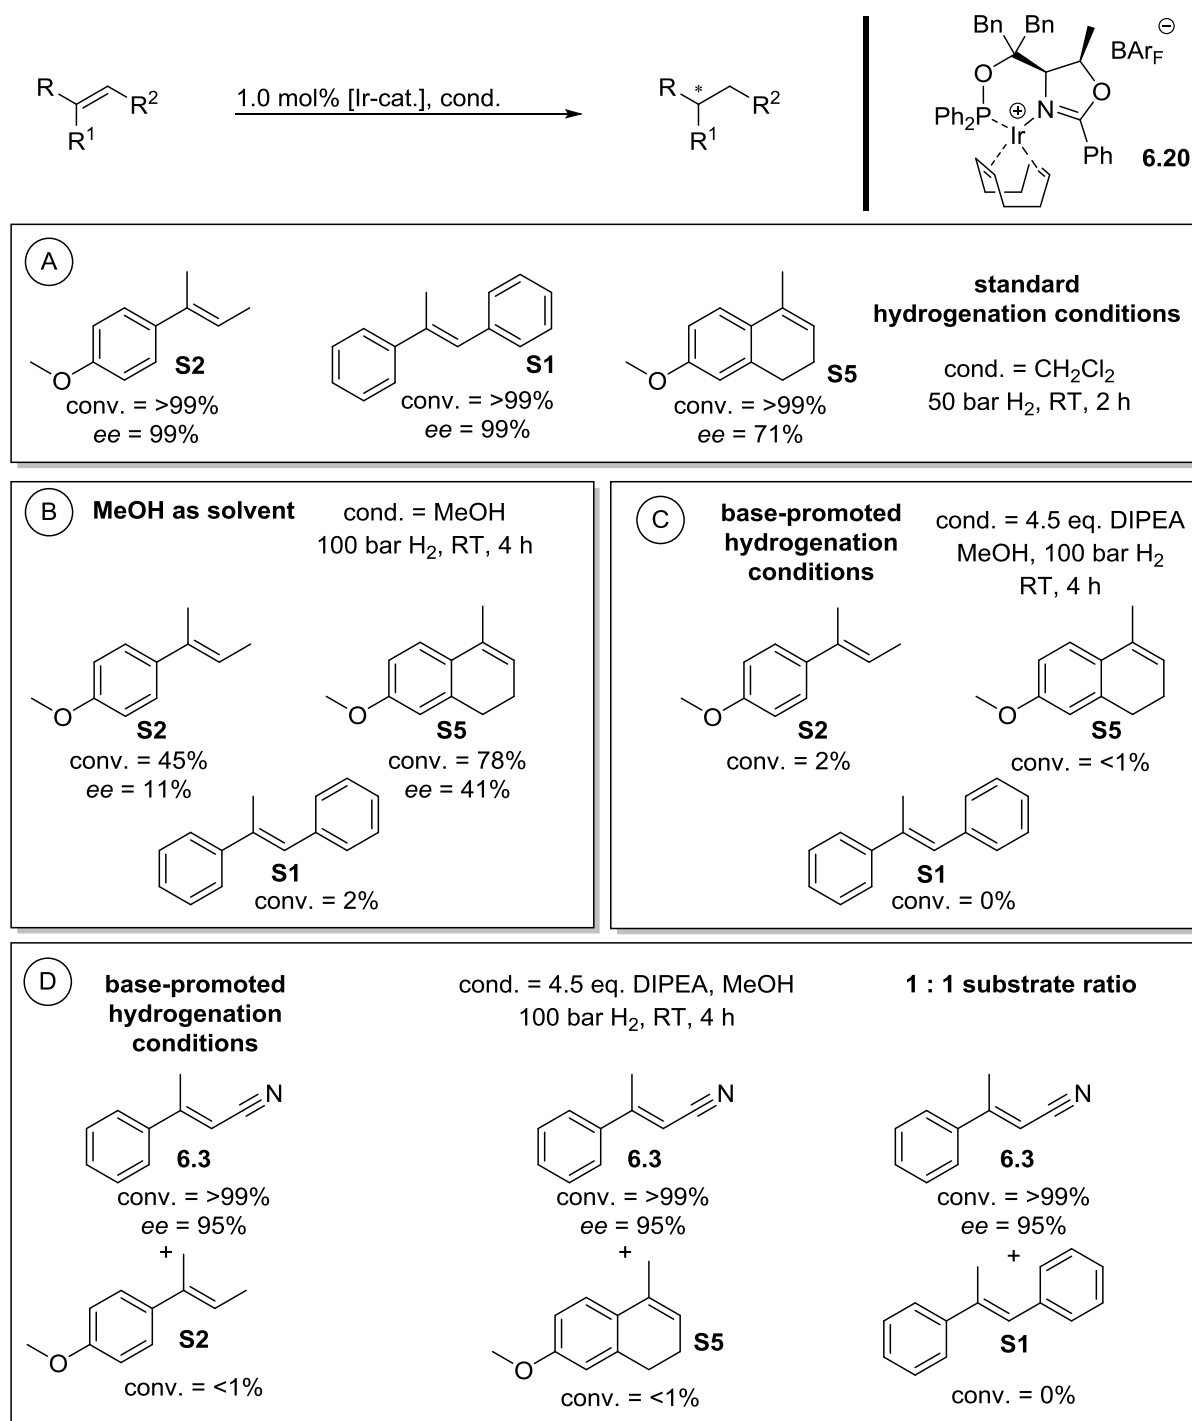 R
R²
R¹
1.0 mol% [Ir-cat.], cond.
R
*
R²
R¹
Bn Bn
BArF ⊖
O
O
Ph₂P ⊕ N
Ir
Ph
6.20
A
S2
conv. = >99%
ee = 99%
O
S1
conv. = >99%
ee = 99%
S5
O
conv. = >99%
ee = 71%
standard
hydrogenation conditions
cond. = CH₂Cl₂
50 bar H₂, RT, 2 h
B
MeOH as solvent
cond. = MeOH
100 bar H₂, RT, 4 h
O
S2
conv. = 45%
ee = 11%
O
S5
conv. = 78%
ee = 41%
S1
conv. = 2%
C
base-promoted
hydrogenation
conditions
cond. = 4.5 eq. DIPEA
MeOH, 100 bar H₂
RT, 4 h
O
S2
conv. = 2%
O
S5
conv. = <1%
S1
conv. = 0%
D
base-promoted
hydrogenation
conditions
cond. = 4.5 eq. DIPEA, MeOH
100 bar H₂, RT, 4 h
1 : 1 substrate ratio
N
6.3
conv. = >99%
ee = 95%
+
S2
O
conv. = <1%
N
6.3
conv. = >99%
ee = 95%
+
S5
O
conv. = <1%
N
6.3
conv. = >99%
ee = 95%
+
S1
conv. = 0%